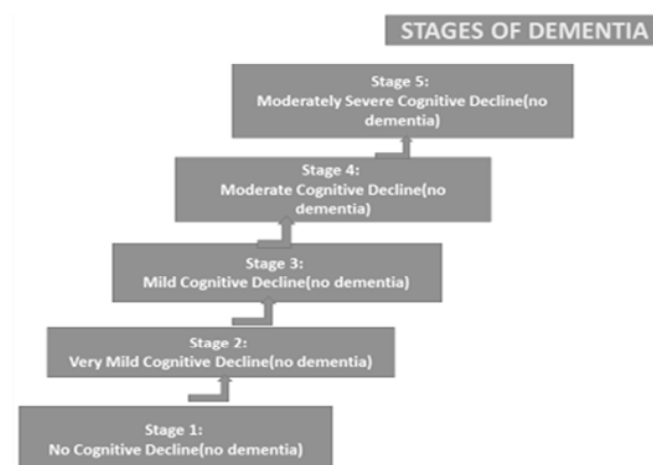 STAGES OF DEMENTIA
Stage 5:
Moderately Severe Cognitive Decline(no
dementia)
Stage 4:
Moderate Cognitive Decline(no
dementia)
Stage 3:
Mild Cognitive Decline(no dementia)
Stage 2:
Very Mild Cognitive Decline(no dementia)
Stage 1:
No Cognitive Decline(no dementia)